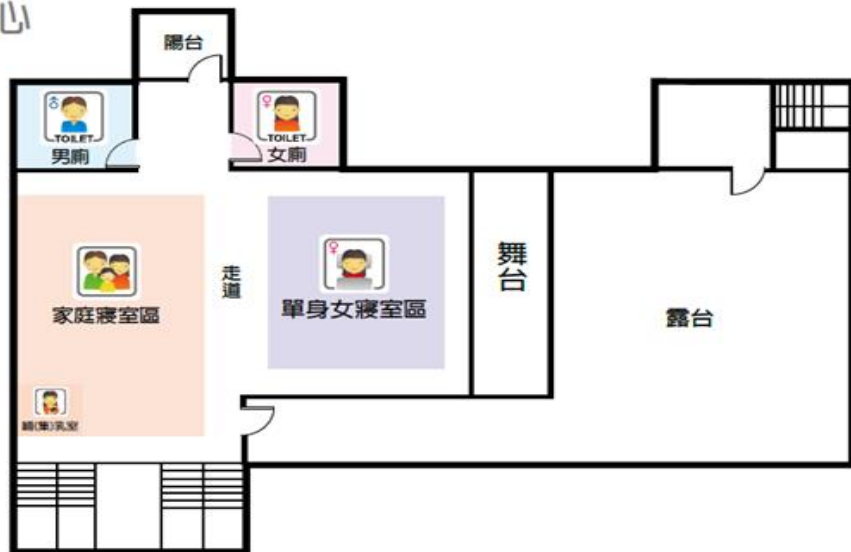 心
陽台
TOILET
男廁
TOILET
女廁
走道
家庭寢室區
單身女寢室區
舞台
露台
哺(集)乳室